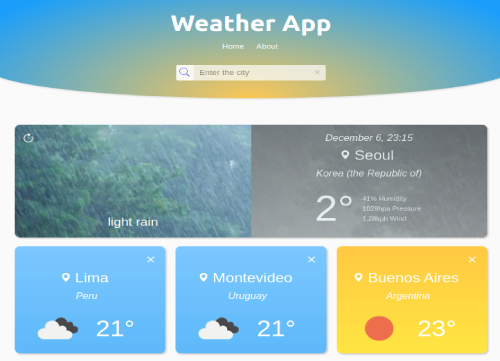 Weather App
Home About
Enter the city
December 6, 23:15
Seoul
Korea (the Republic of)
light rain
2°
41% Humidity
1028hpa Pressure
1.28kph Wind
Lima
Peru
21°
Montevideo
Uruguay
21°
Buenos Aires
Argentina
23°